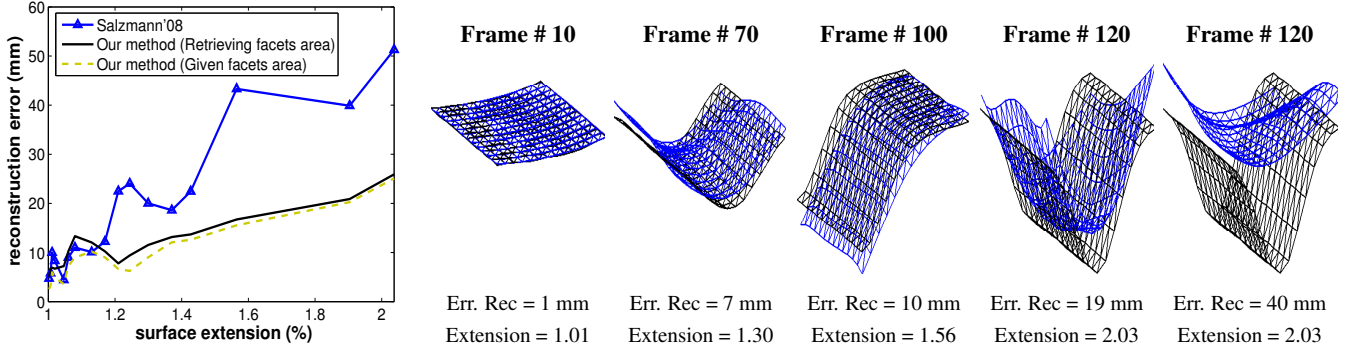 60
50
40
30
20
10
0
1
1.2
1.4
1.6
1.8
2
reconstruction error (mm)
surface extension (%)
Salzmann'08
Our method (Retrieving facets area)
Our method (Given facets area)
Frame # 10
Frame # 70
Frame # 100
Frame # 120
Frame # 120
Err. Rec = 1 mm
Err. Rec = 7 mm
Err. Rec = 10 mm
Err. Rec = 19 mm
Err. Rec = 40 mm
Extension = 1.01
Extension = 1.30
Extension = 1.56
Extension = 2.03
Extension = 2.03